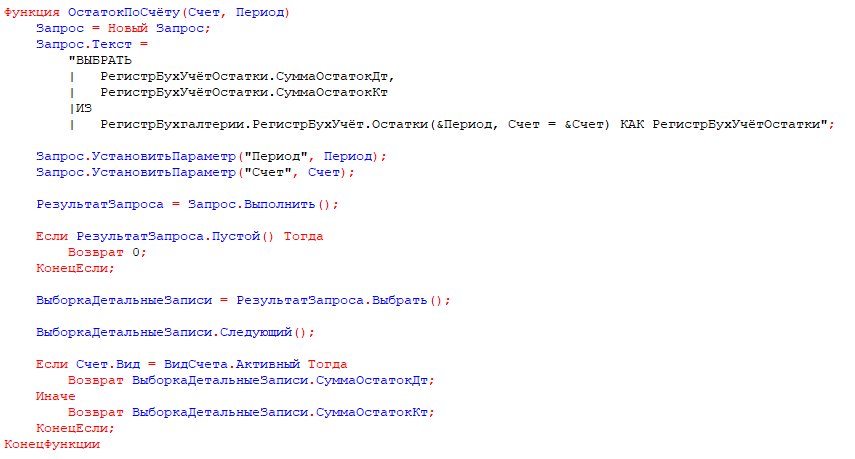 Функция ОстатокПоСчёту(Счет, Период)
    Запрос = Новый Запрос;
    Запрос.Текст =
        "ВЫБРАТЬ
        |   РегистрБухУчётОстатки.СуммаОстатокДт,
        |   РегистрБухУчётОстатки.СуммаОстатокКт
        |ИЗ
        |   РегистрБухгалтерии.РегистрБухУчёт.Остатки(&Период, Счет = &Счет) КАК РегистрБухУчётОстатки";
    Запрос.УстановитьПараметр("Период", Период);
    Запрос.УстановитьПараметр("Счет", Счет);
    РезультатЗапроса = Запрос.Выполнить();
    Если РезультатЗапроса.Пустой() Тогда
        Возврат 0;
    КонецЕсли;
    ВыборкаДетальныеЗаписи = РезультатЗапроса.Выбрать();
    ВыборкаДетальныеЗаписи.Следующий();
    Если Счет.Вид = ВидСчета.Активный Тогда
        Возврат ВыборкаДетальныеЗаписи.СуммаОстатокДт;
    Иначе
        Возврат ВыборкаДетальныеЗаписи.СуммаОстатокКт;
    КонецЕсли;
КонецФункции